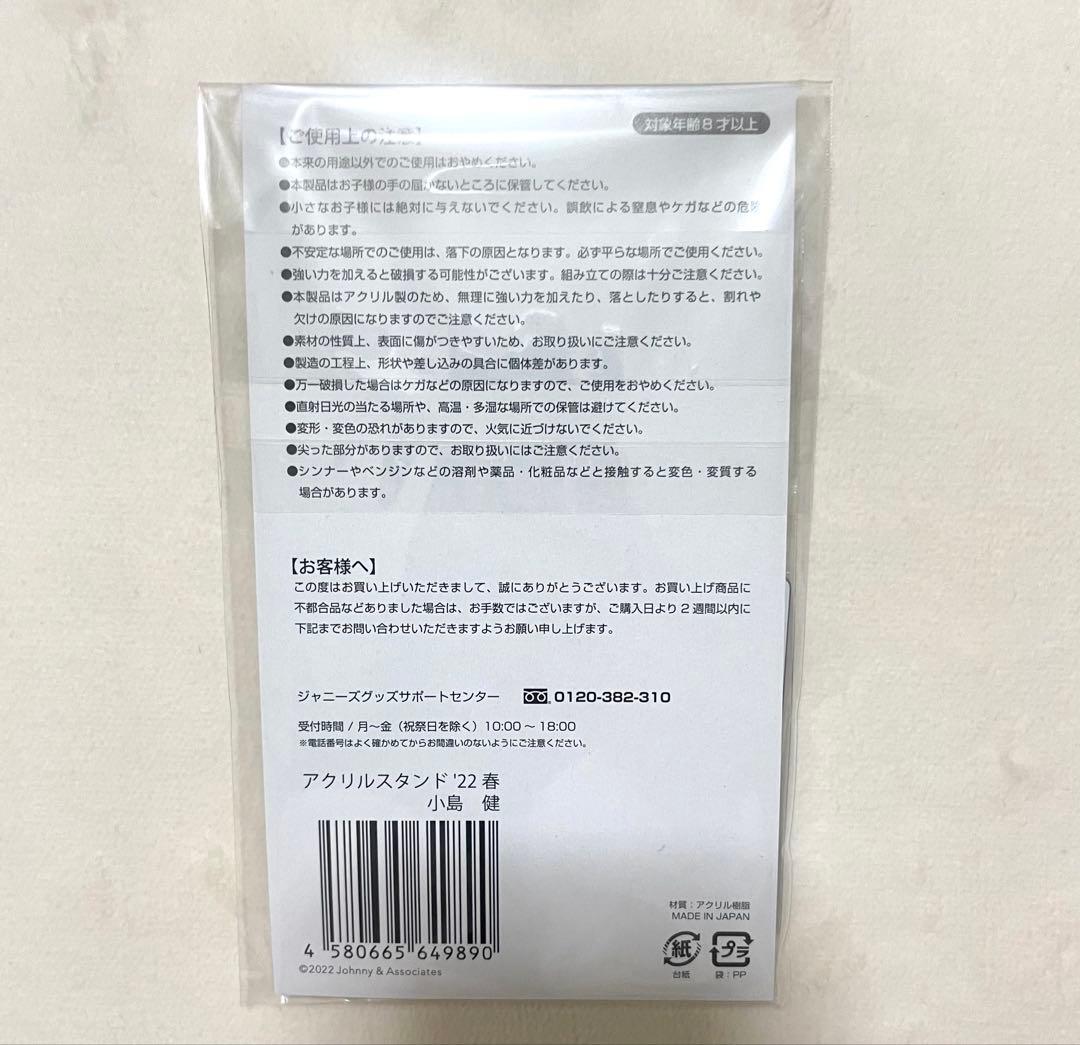 対象年齢8才以上
【ご使用上の注意】
●本来の用途以外でのご使用はおやめください。
●本製品はお子様の手の届かないところに保管してください。
●小さなお子様には絶対に与えないでください。誤飲による窒息やケガなどの危険
があります。
●不安定な場所でのご使用は、落下の原因となります。必ず平らな場所でご使用ください。
●強い力を加えると破損する可能性がございます。組み立ての際は十分ご注意ください。
●本製品はアクリル製のため、無理に強い力を加えたり、落としたりすると、割れや
欠けの原因になりますのでご注意ください。
●素材の性質上、表面に傷がつきやすいため、お取り扱いにご注意ください。
●製造の工程上、形状や差し込みの具合に個体差があります。
●万一破損した場合はケガなどの原因になりますので、ご使用をおやめください。
●直射日光の当たる場所や、高温・多湿な場所での保管は避けてください。
●変形・変色の恐れがありますので、火気に近づけないでください。
●尖った部分がありますので、お取り扱いにはご注意ください。
●シンナーやベンジンなどの溶剤や薬品・化粧品などと接触すると変色・変質する
場合があります。
【お客様へ】
この度はお買い上げいただきまして、誠にありがとうございます。お買い上げ商品に
不都合品などありました場合は、お手数ではございますが、ご購入日より2週間以内に
下記までお問い合わせいただきますようお願い申し上げます。
ジャニーズグッズサポートセンター 0120-382-310
受付時間 / 月〜金（祝祭日を除く）10:00 〜 18:00
※電話番号はよく確かめてからお間違いのないようにご注意ください。
アクリルスタンド '22 春
小島　健
4 580665 649890
©2022 Johnny & Associates
材質：アクリル樹脂
MADE IN JAPAN
紙 プラ
台紙 袋：PP